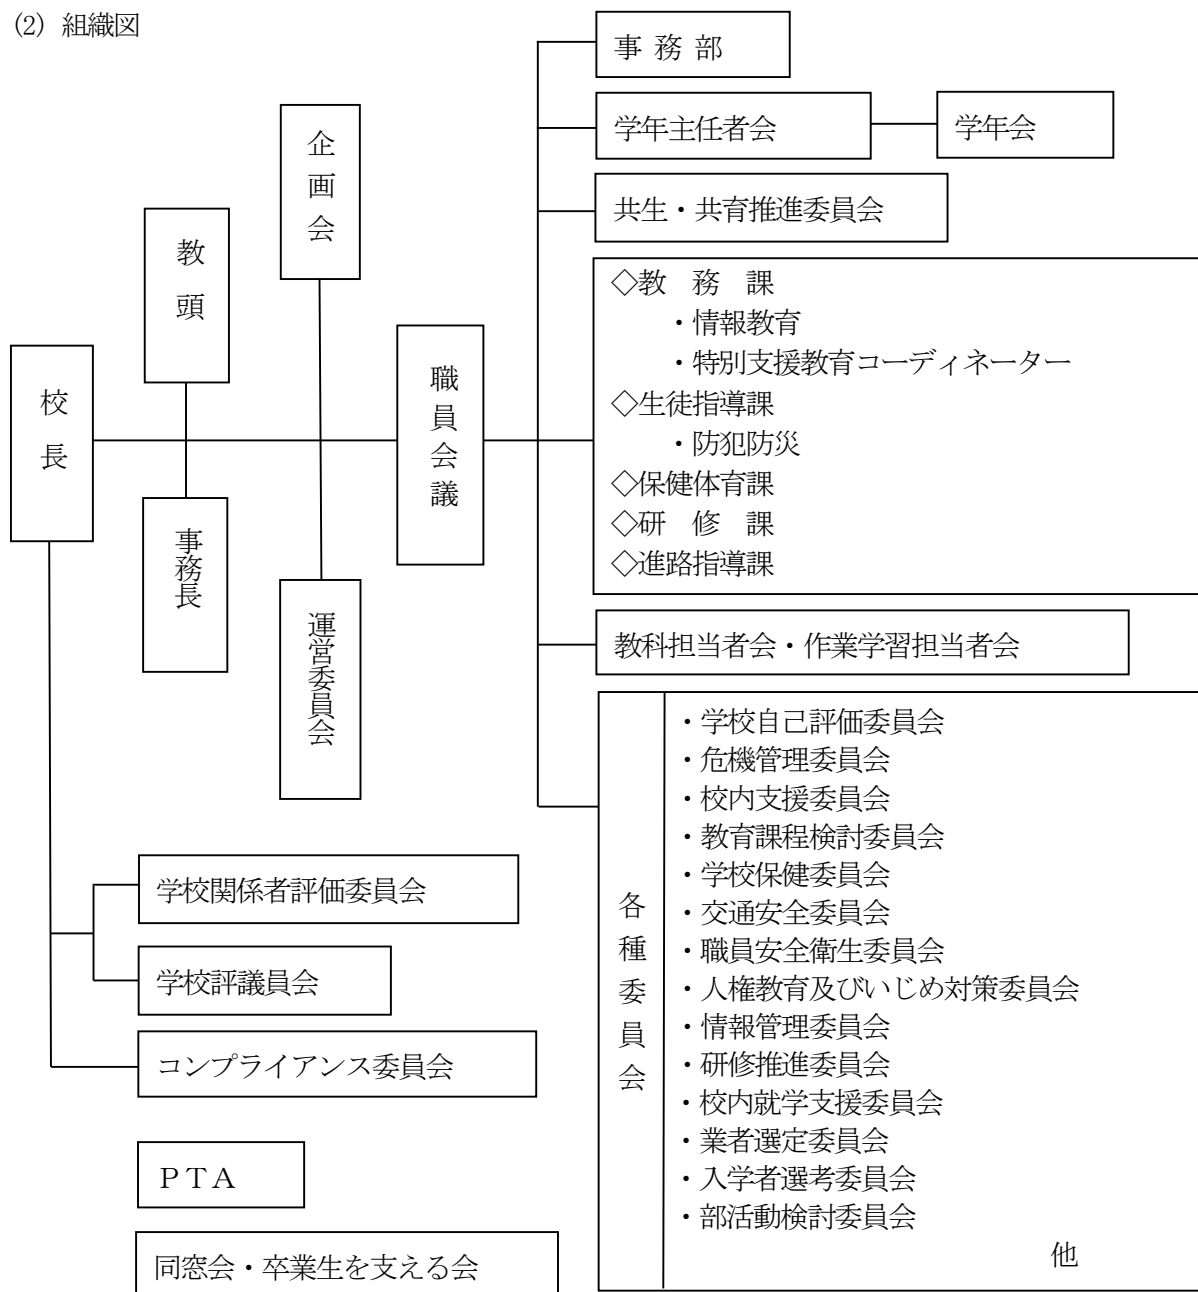 (2) 組織図
校長
教頭
事務長
企画会
運営委員会
職員会議
事 務 部
学年主任者会
学年会
共生・共育推進委員会
◇教　務　課
・情報教育
・特別支援教育コーディネーター
◇生徒指導課
・防犯防災
◇保健体育課
◇研　修　課
◇進路指導課
教科担当者会・作業学習担当者会
各種委員会
・学校自己評価委員会
・危機管理委員会
・校内支援委員会
・教育課程検討委員会
・学校保健委員会
・交通安全委員会
・職員安全衛生委員会
・人権教育及びいじめ対策委員会
・情報管理委員会
・研修推進委員会
・校内就学支援委員会
・業者選定委員会
・入学者選考委員会
・部活動検討委員会
他
学校関係者評価委員会
学校評議員会
コンプライアンス委員会
ＰＴＡ
同窓会・卒業生を支える会